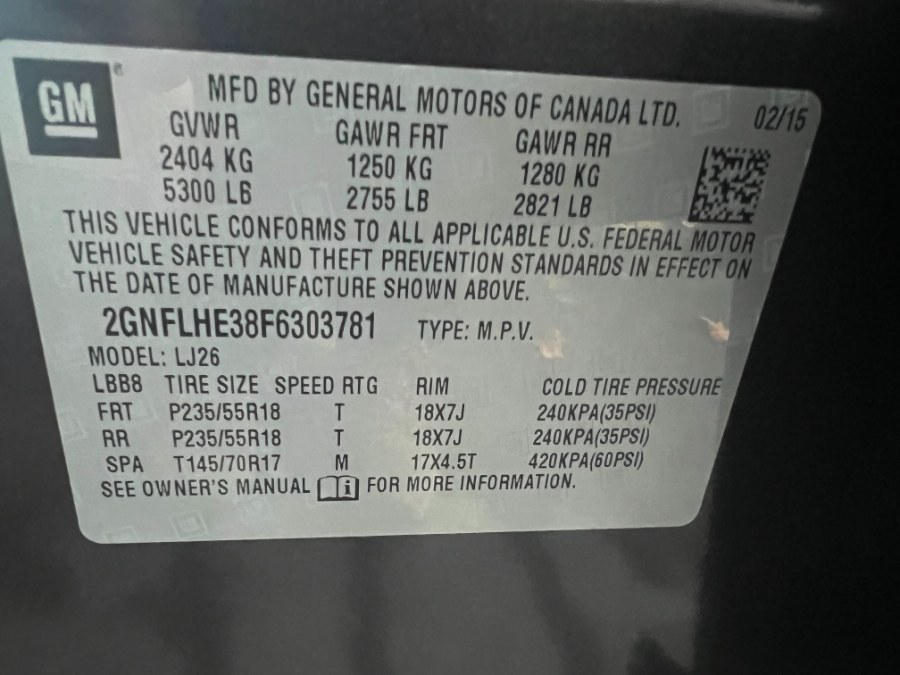 GM ®
MFD BY GENERAL MOTORS OF CANADA LTD. 02/15
GVWR GAWR FRT GAWR RR
2404 KG 1250 KG 1280 KG
5300 LB 2755 LB 2821 LB
THIS VEHICLE CONFORMS TO ALL APPLICABLE U.S. FEDERAL MOTOR
VEHICLE SAFETY AND THEFT PREVENTION STANDARDS IN EFFECT ON
THE DATE OF MANUFACTURE SHOWN ABOVE.
2GNFLHE38F6303781 TYPE: M.P.V.
MODEL: LJ26
LBB8 TIRE SIZE SPEED RTG RIM COLD TIRE PRESSURE
FRT P235/55R18 T 18X7J 240KPA(35PSI)
RR P235/55R18 T 18X7J 240KPA(35PSI)
SPA T145/70R17 M 17X4.5T 420KPA(60PSI)
SEE OWNER'S MANUAL i FOR MORE INFORMATION.